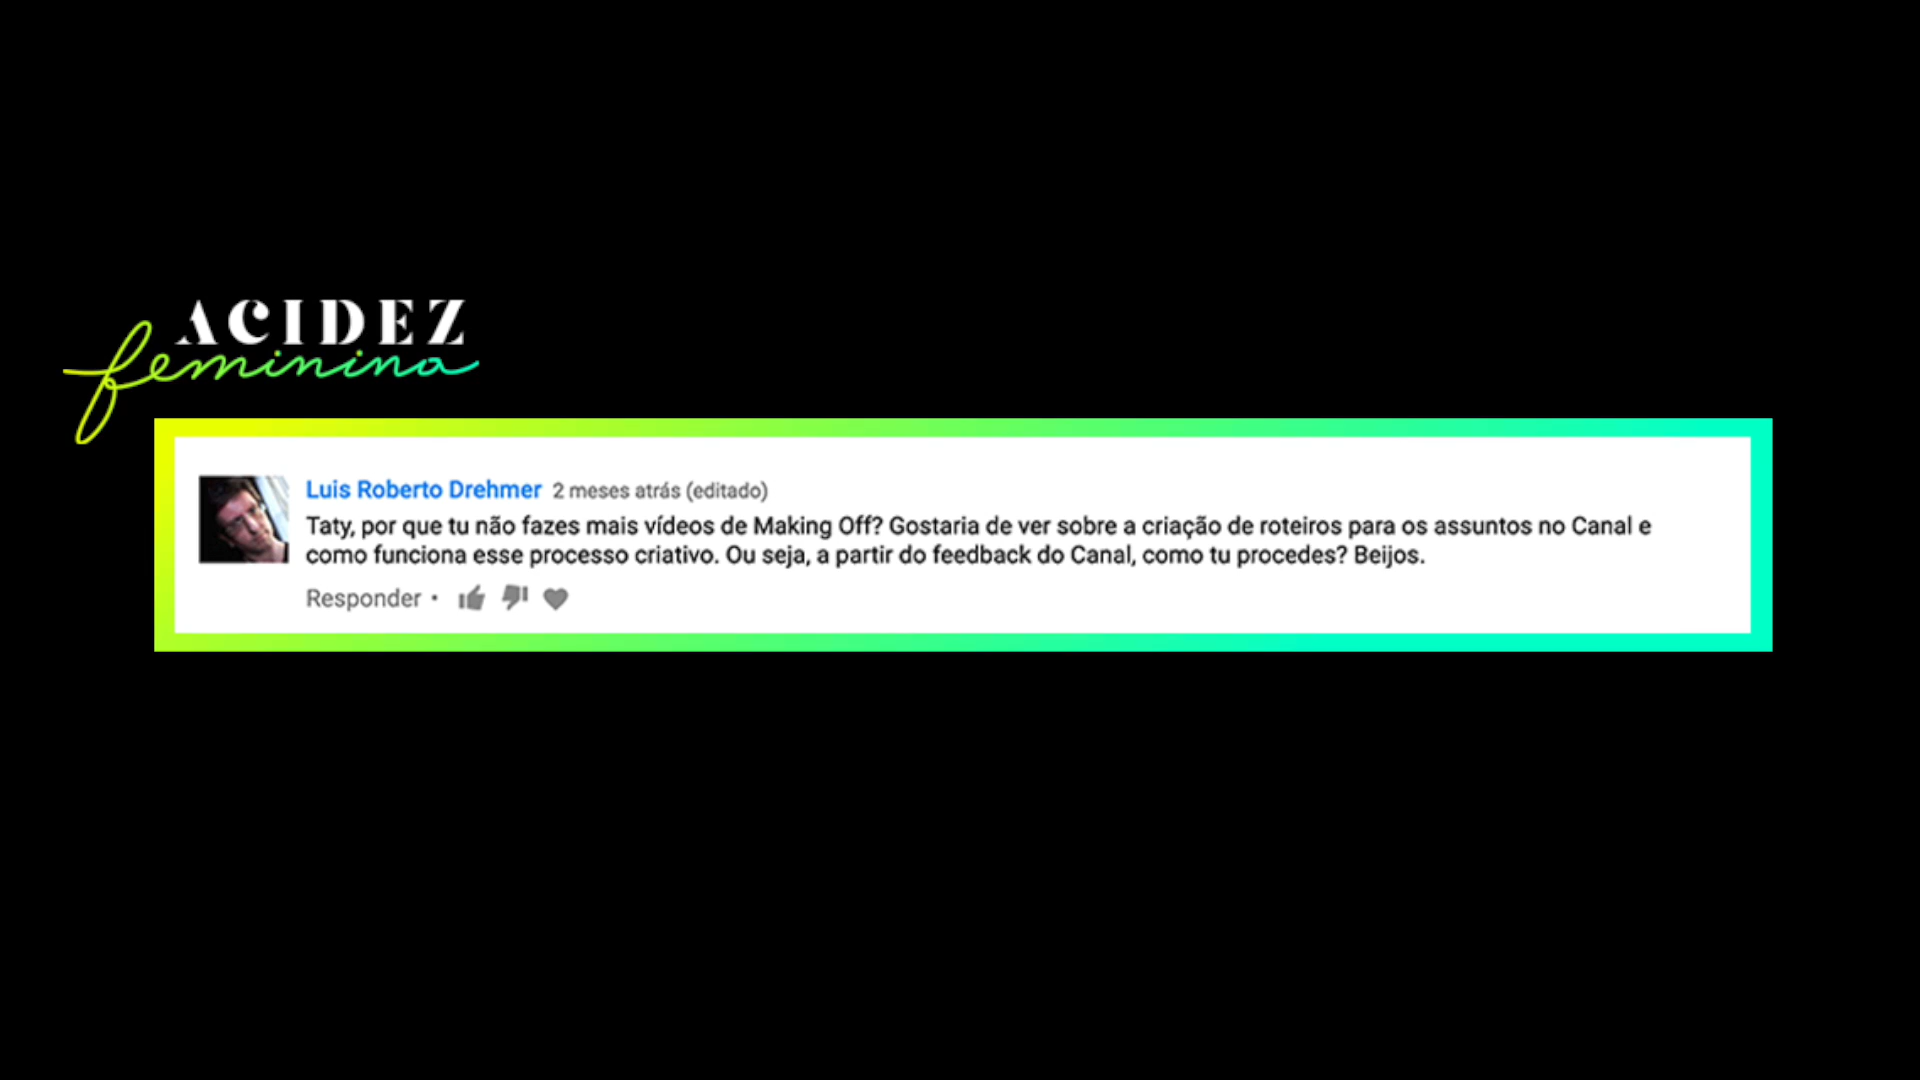 ACIDEZ
feminina
Luis Roberto Drehmer 2 meses atrás (editado)
Taty, por que tu não fazes mais vídeos de Making Off? Gostaria de ver sobre a criação de roteiros para os assuntos no Canal e
como funciona esse processo criativo. Ou seja, a partir do feedback do Canal, como tu procedes? Beijos.
Responder •